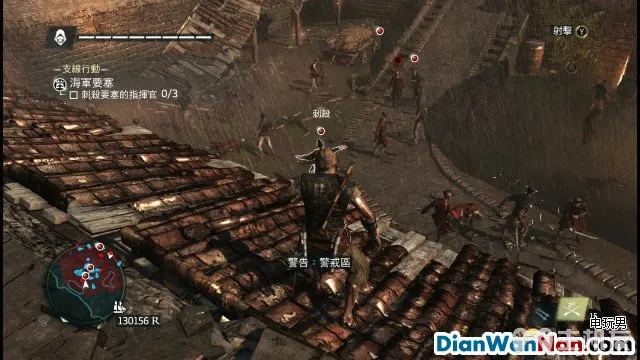 射擊 Y
支線行動
海軍要塞
刺殺要塞的指揮官 0/3
刺殺
警告：警戒區
130156 R
电玩男
DianWanNan.com